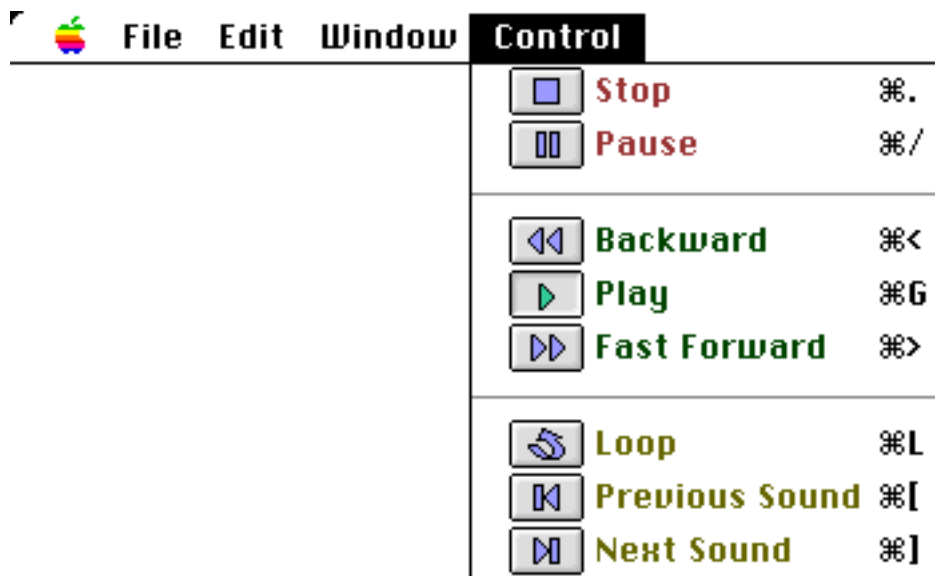 File Edit Window Control
Stop ⌘.
Pause ⌘/
Backward ⌘<
Play ⌘G
Fast Forward ⌘>
Loop ⌘L
Previous Sound ⌘[
Next Sound ⌘]